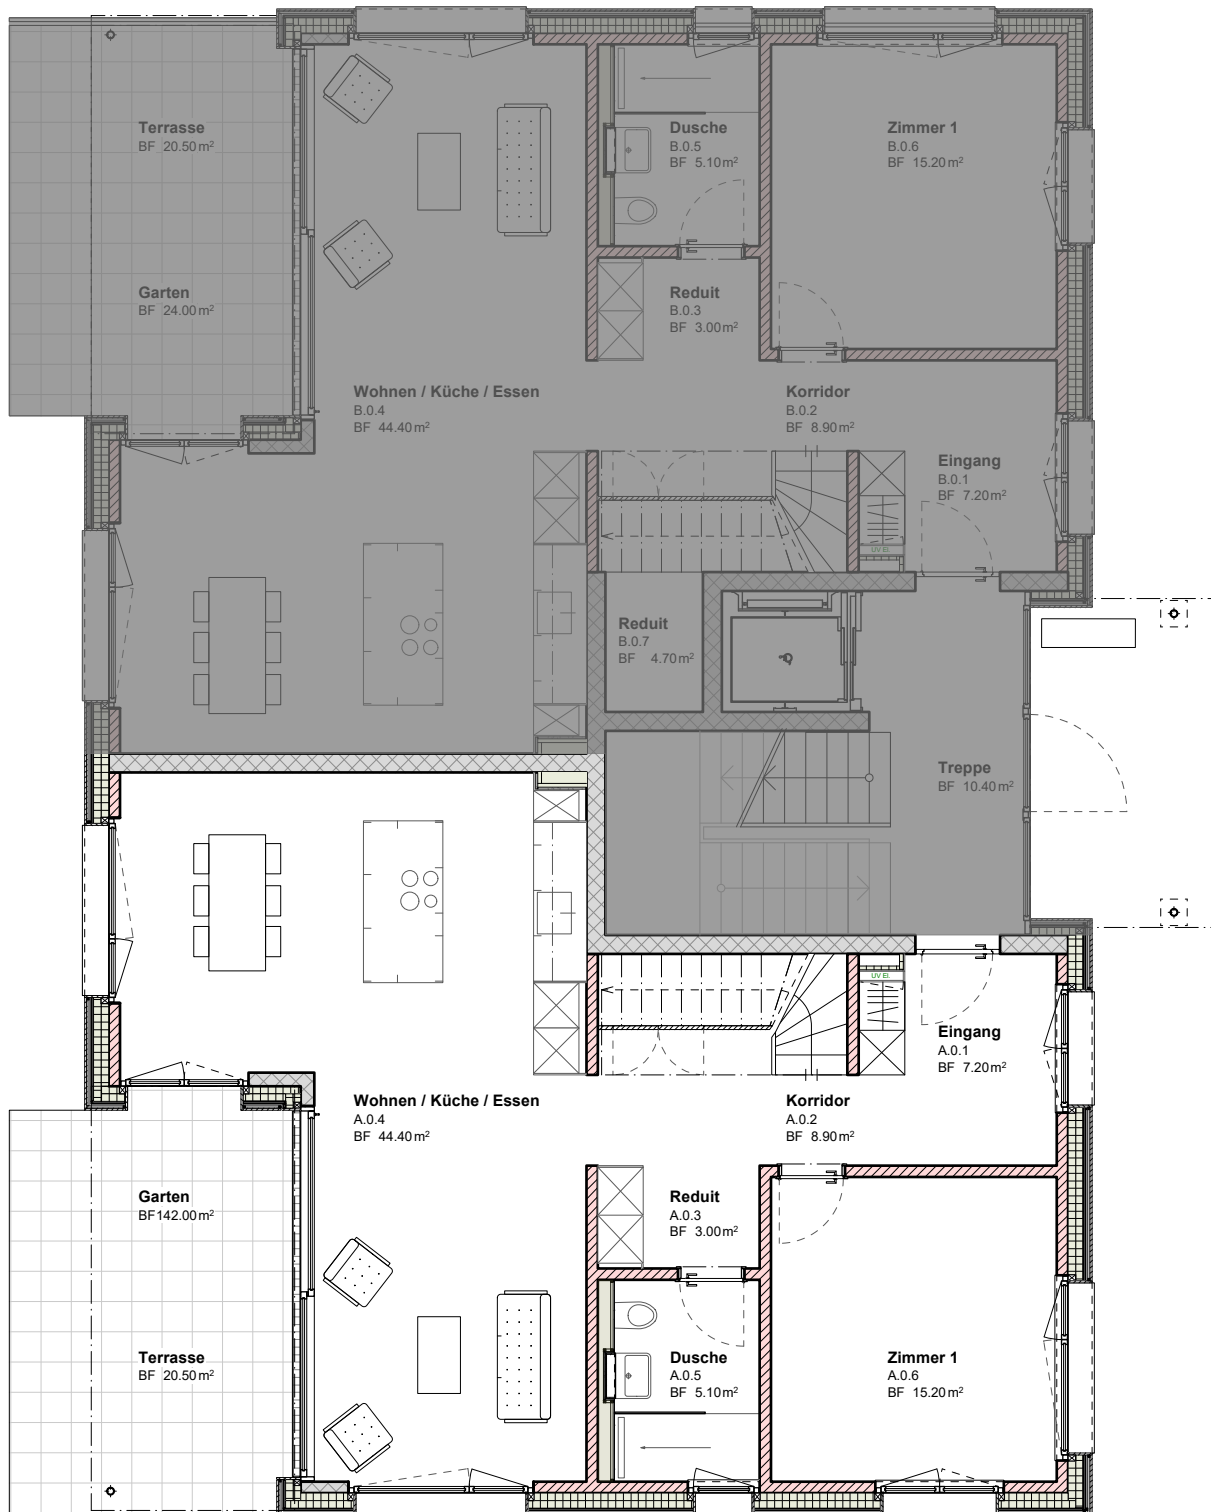 Terrasse
BF 20.50 m²
Dusche
B.0.5
BF 5.10 m²
Zimmer 1
B.0.6
BF 15.20 m²
Garten
BF 24.00 m²
Reduit
B.0.3
BF 3.00 m²
Wohnen / Küche / Essen
B.0.4
BF 44.40 m²
Korridor
B.0.2
BF 8.90 m²
Eingang
B.0.1
BF 7.20 m²
UV El.
Reduit
B.0.7
BF 4.70 m²
Treppe
BF 10.40 m²
UV El.
Eingang
A.0.1
BF 7.20 m²
Wohnen / Küche / Essen
A.0.4
BF 44.40 m²
Korridor
A.0.2
BF 8.90 m²
Garten
BF 142.00 m²
Reduit
A.0.3
BF 3.00 m²
Terrasse
BF 20.50 m²
Dusche
A.0.5
BF 5.10 m²
Zimmer 1
A.0.6
BF 15.20 m²